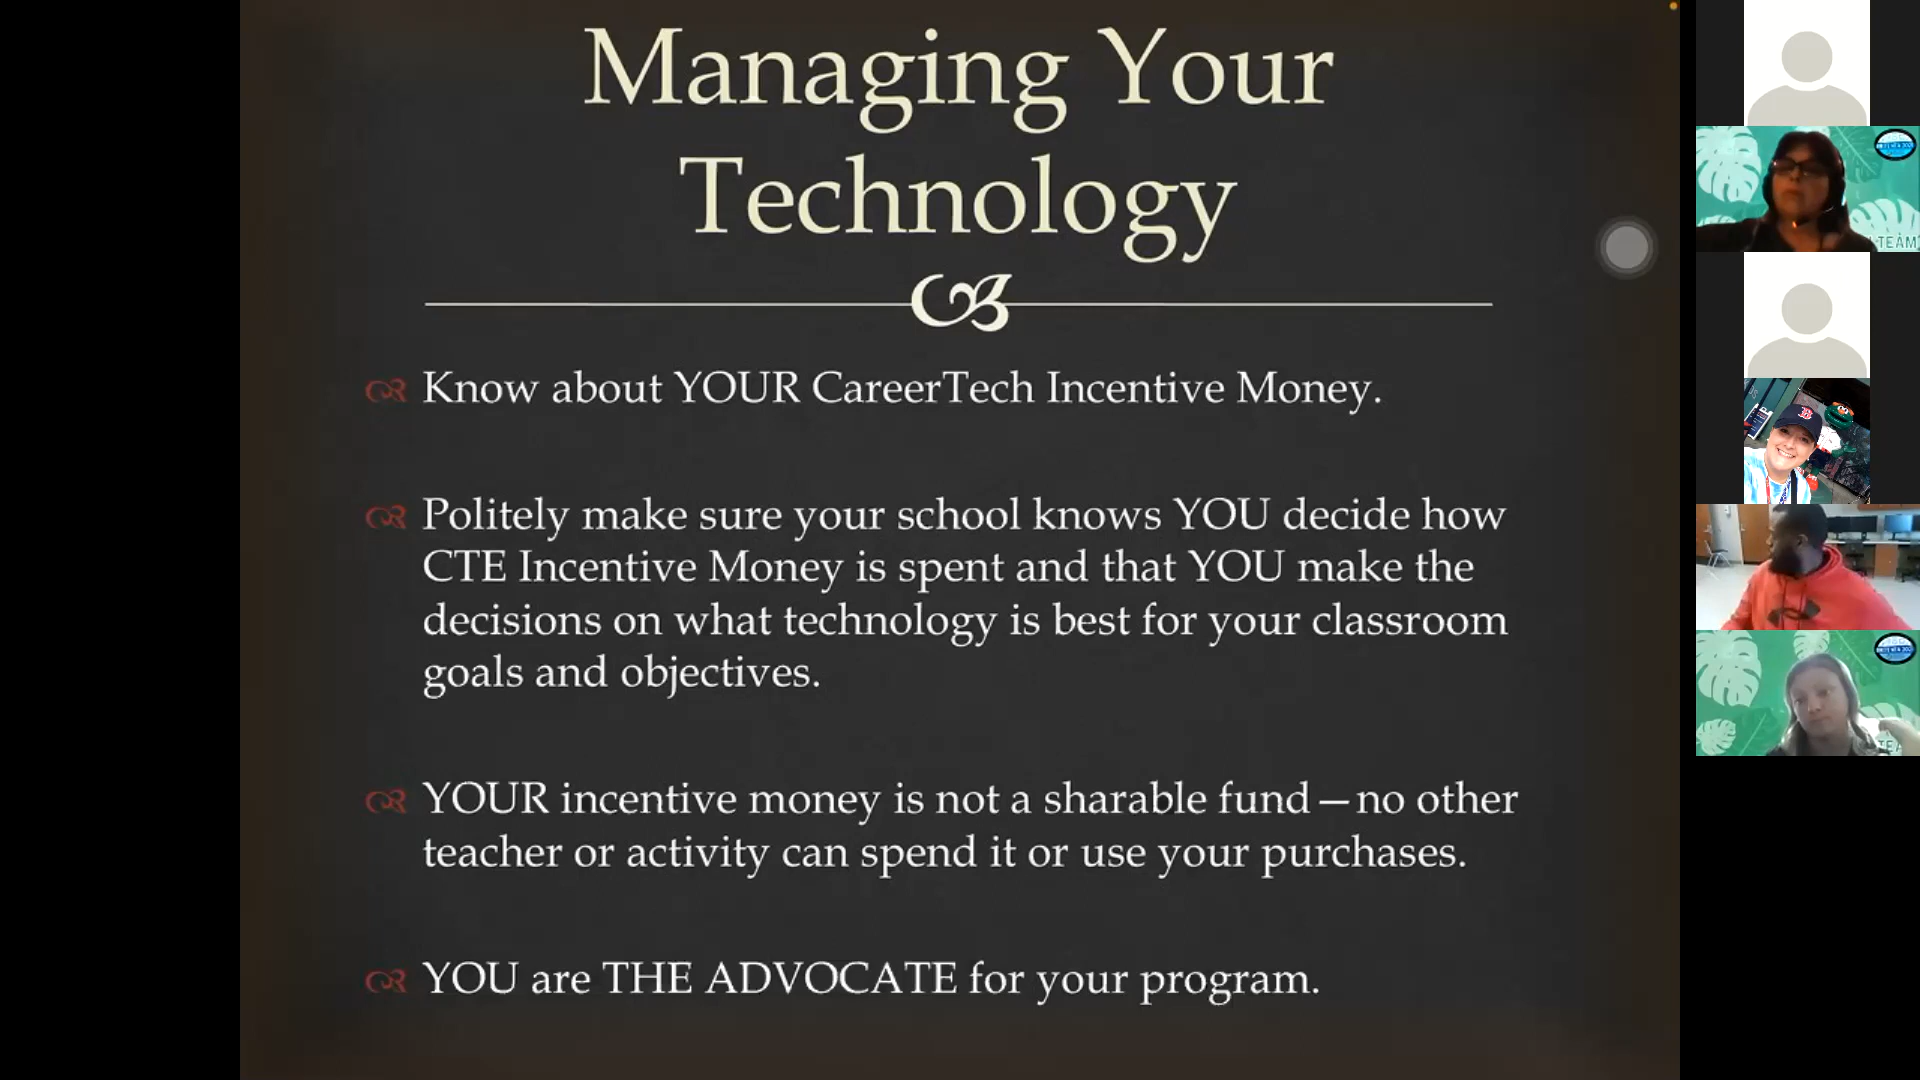 Managing Your
Technology
Know about YOUR CareerTech Incentive Money.
Politely make sure your school knows YOU decide how
CTE Incentive Money is spent and that YOU make the
decisions on what technology is best for your classroom
goals and objectives.
YOUR incentive money is not a sharable fund—no other
teacher or activity can spend it or use your purchases.
YOU are THE ADVOCATE for your program.
TEAM
B